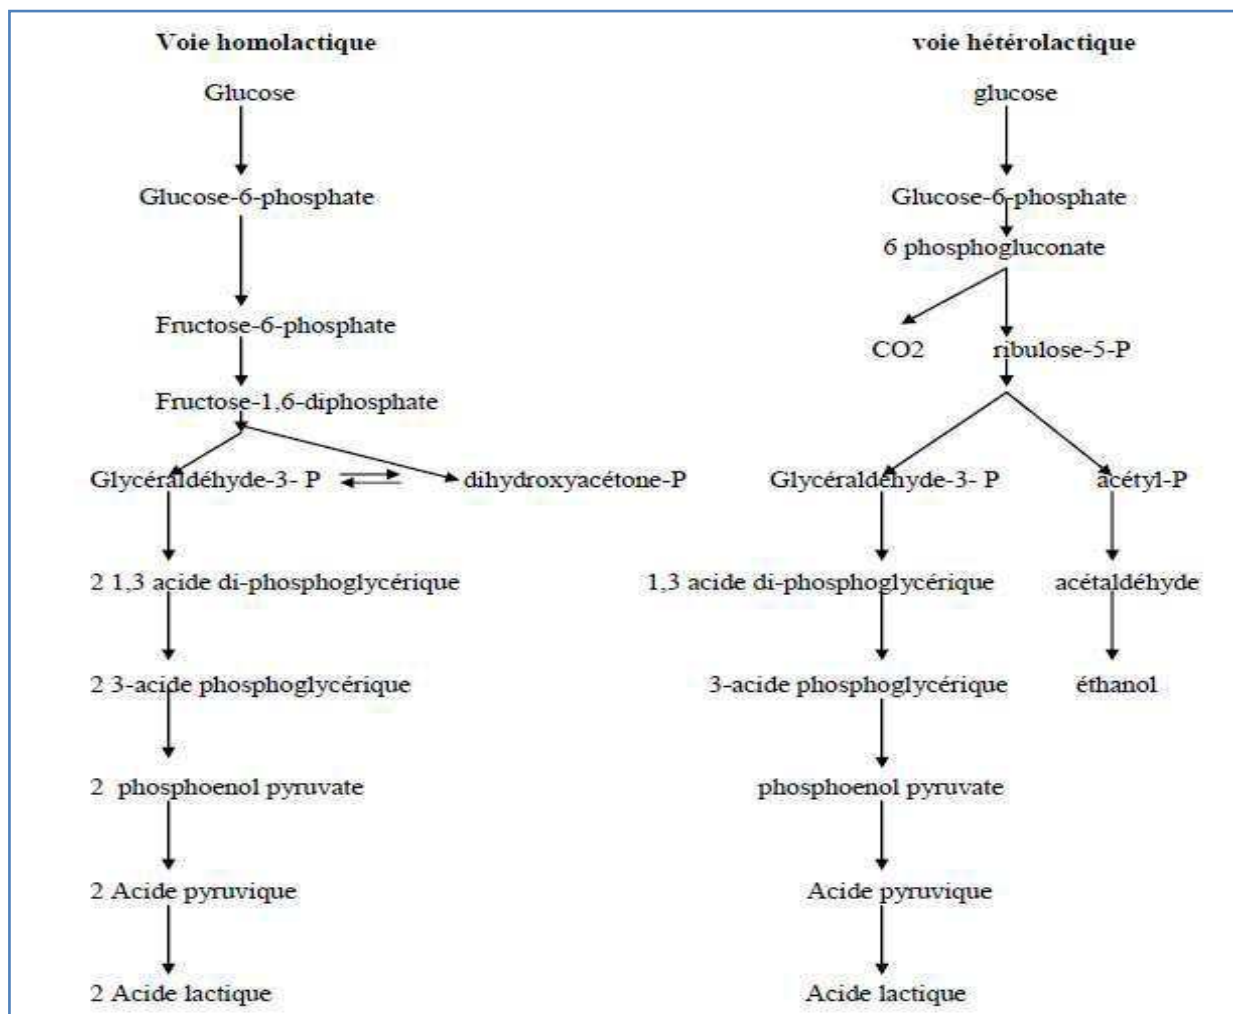 Voie homolactique
voie hétérolactique
Glucose
glucose
Glucose-6-phosphate
Glucose-6-phosphate
6 phosphogluconate
Fructose-6-phosphate
CO2
ribulose-5-P
Fructose-1,6-diphosphate
Glycéraldéhyde-3- P
dihydroxyacétone-P
Glycéraldéhyde-3- P
acétyl-P
2 1,3 acide di-phosphoglycérique
1,3 acide di-phosphoglycérique
acétaldéhyde
2 3-acide phosphoglycérique
3-acide phosphoglycérique
éthanol
2 phosphoenol pyruvate
phosphoenol pyruvate
2 Acide pyruvique
Acide pyruvique
2 Acide lactique
Acide lactique